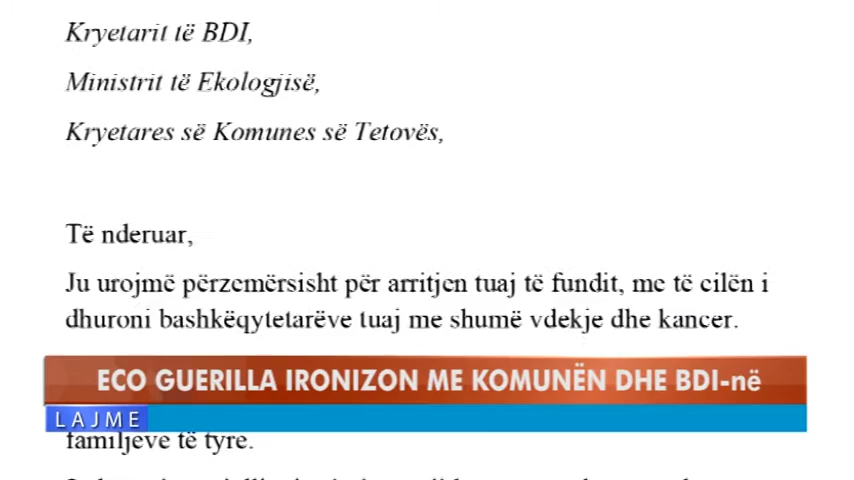 Kryetarit të BDI,
Ministrit të Ekologjisë,
Kryetares së Komunes së Tetovës,
Të nderuar,
Ju urojmë përzemërsisht për arritjen tuaj të fundit, me të cilën i
dhuroni bashkëqytetarëve tuaj me shumë vdekje dhe kancer.
ECO GUERILLA IRONIZON ME KOMUNËN DHE BDI-në
LAJME
familjeve të tyre.